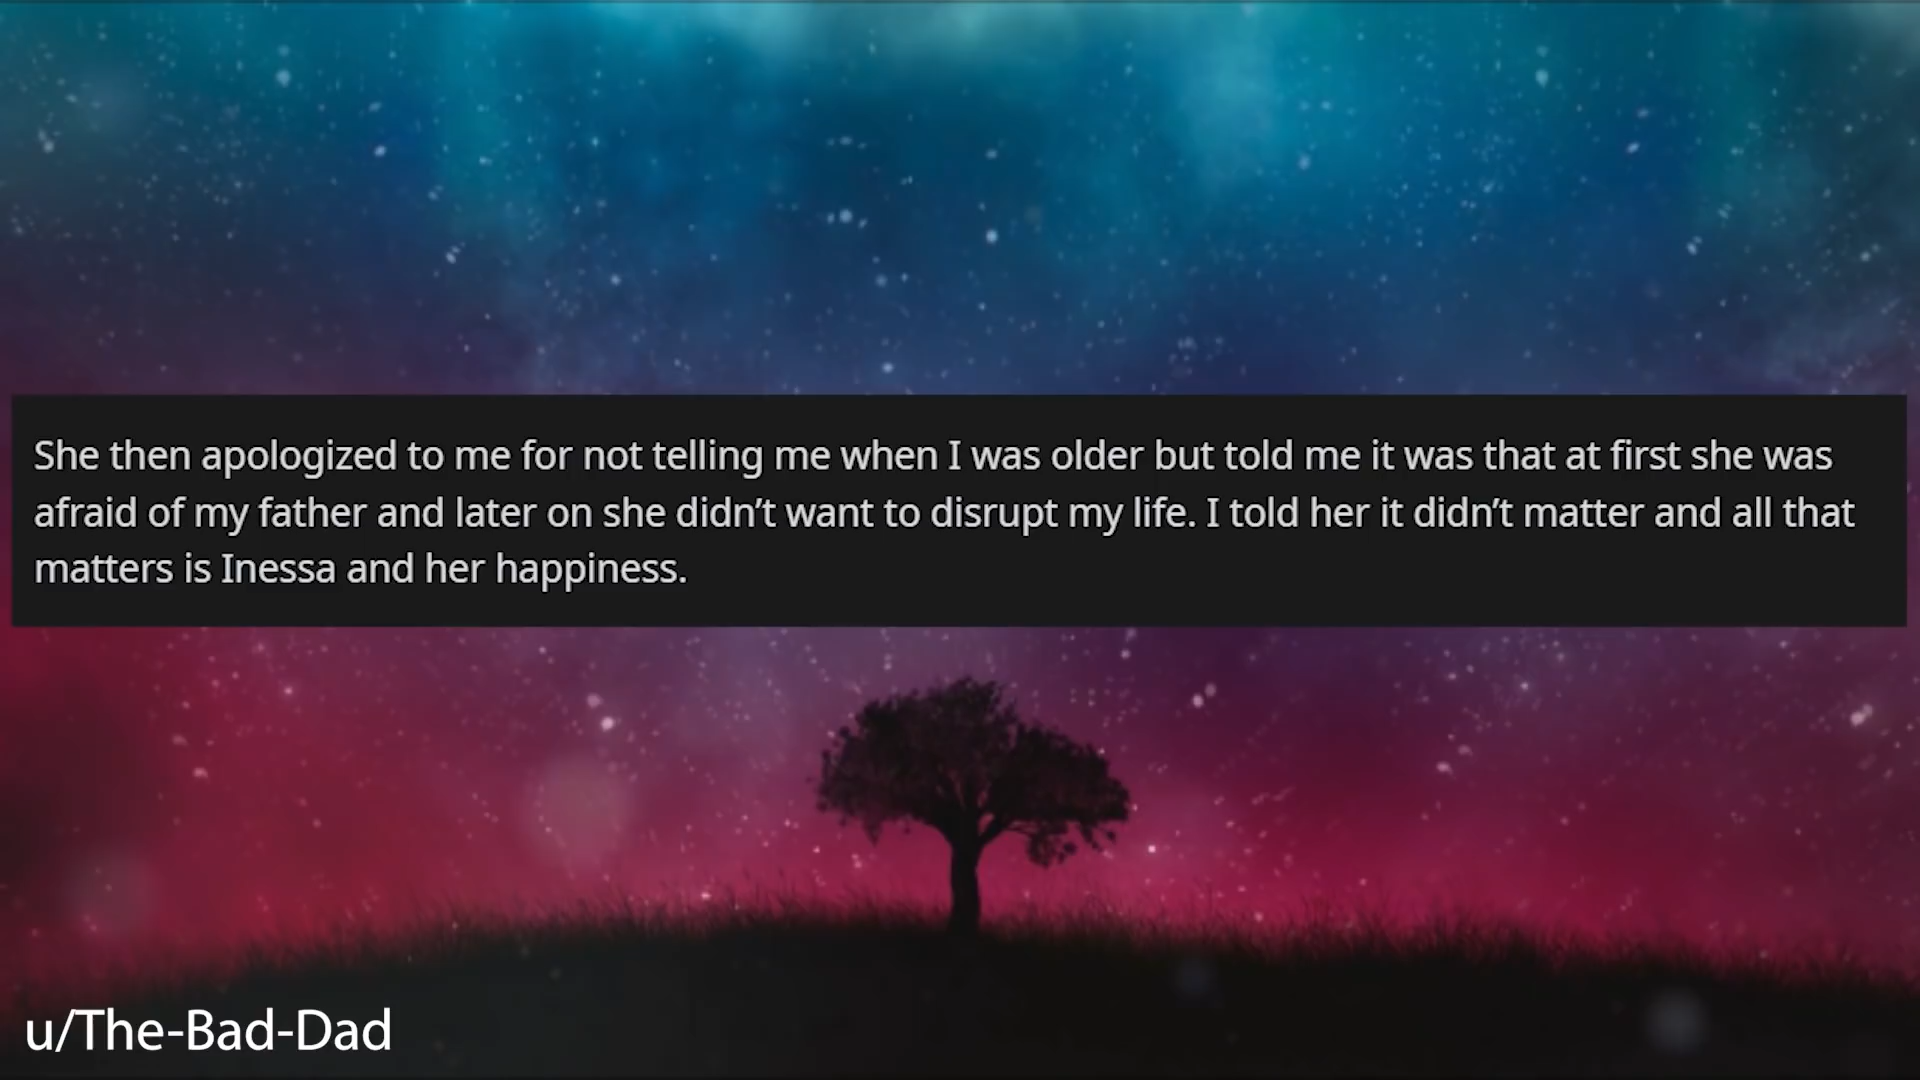 She then apologized to me for not telling me when I was older but told me it was that at first she was
afraid of my father and later on she didn’t want to disrupt my life. I told her it didn’t matter and all that
matters is Inessa and her happiness.
u/The-Bad-Dad